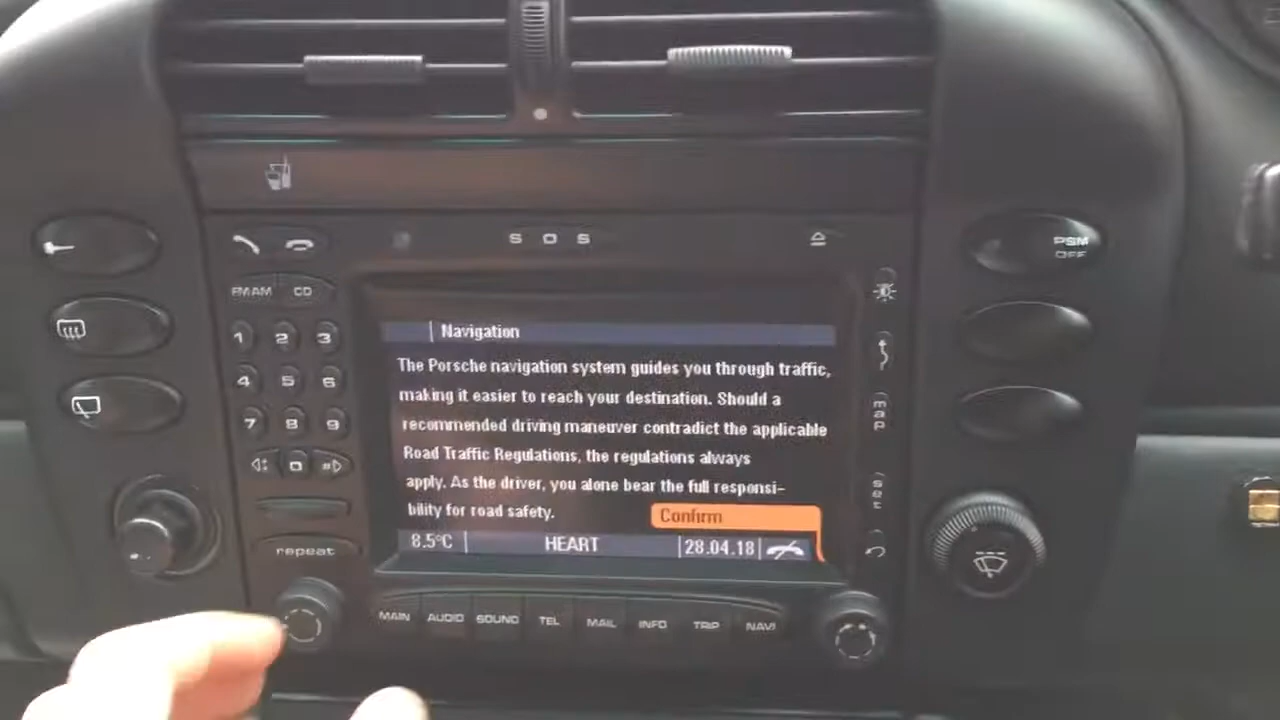 SOS
PSM
OFF
FM AM CD
1 2 3
4 5 6
7 8 9
0
repeat
Navigation
The Porsche navigation system guides you through traffic,
making it easier to reach your destination. Should a
recommended driving maneuver contradict the applicable
Road Traffic Regulations, the regulations always
apply. As the driver, you alone bear the full responsi-
bility for road safety.
Confirm
8.5°C HEART 28.04.18
map
set
MAIN AUDIO SOUND TEL MAIL INFO TRIP NAVI